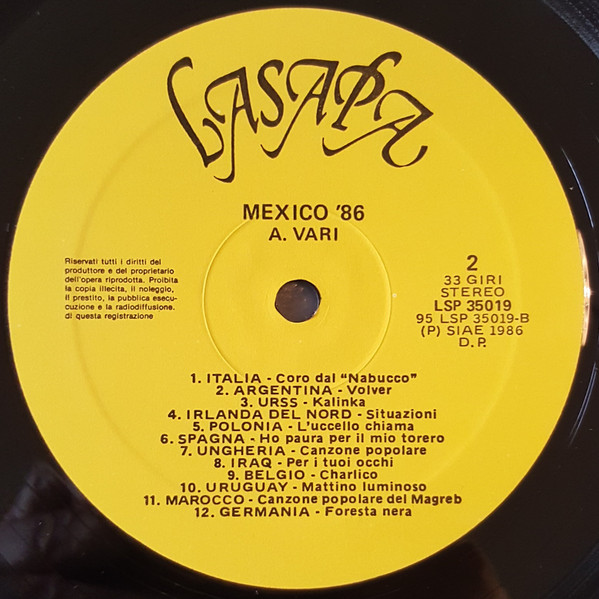 LASAPA
MEXICO '86
A. VARI
Riservati tutti i diritti del
produttore e del proprietario
dell'opera riprodotta. Proibita
la copia illecita, il noleggio,
il prestito, la pubblica esecu-
cuzione e la radiodiffusione.
di questa registrazione
2
33 GIRI
STEREO
LSP 35019
95 LSP 35019-B
(P) SIAE 1986
D.P.
1. ITALIA - Coro dal "Nabucco"
2. ARGENTINA - Volver
3. URSS - Kalinka
4. IRLANDA DEL NORD - Situazioni
5. POLONIA - L'uccello chiama
6. SPAGNA - Ho paura per il mio torero
7. UNGHERIA - Canzone popolare
8. IRAQ - Per i tuoi occhi
9. BELGIO - Charlico
10. URUGUAY - Mattino luminoso
11. MAROCCO - Canzone popolare del Magreb
12. GERMANIA - Foresta nera